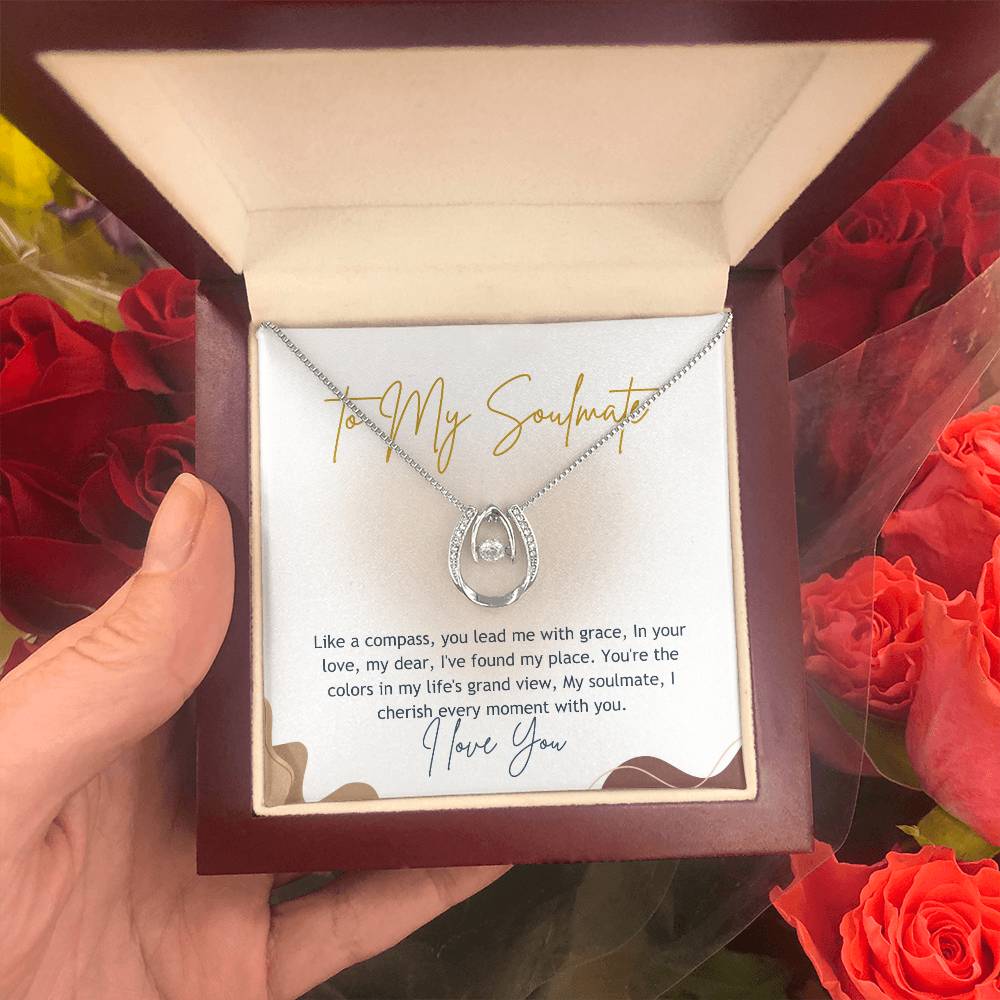 To My Soulmate
Like a compass, you lead me with grace, In your
love, my dear, I've found my place. You're the
colors in my life's grand view, My soulmate, I
cherish every moment with you.
I love You